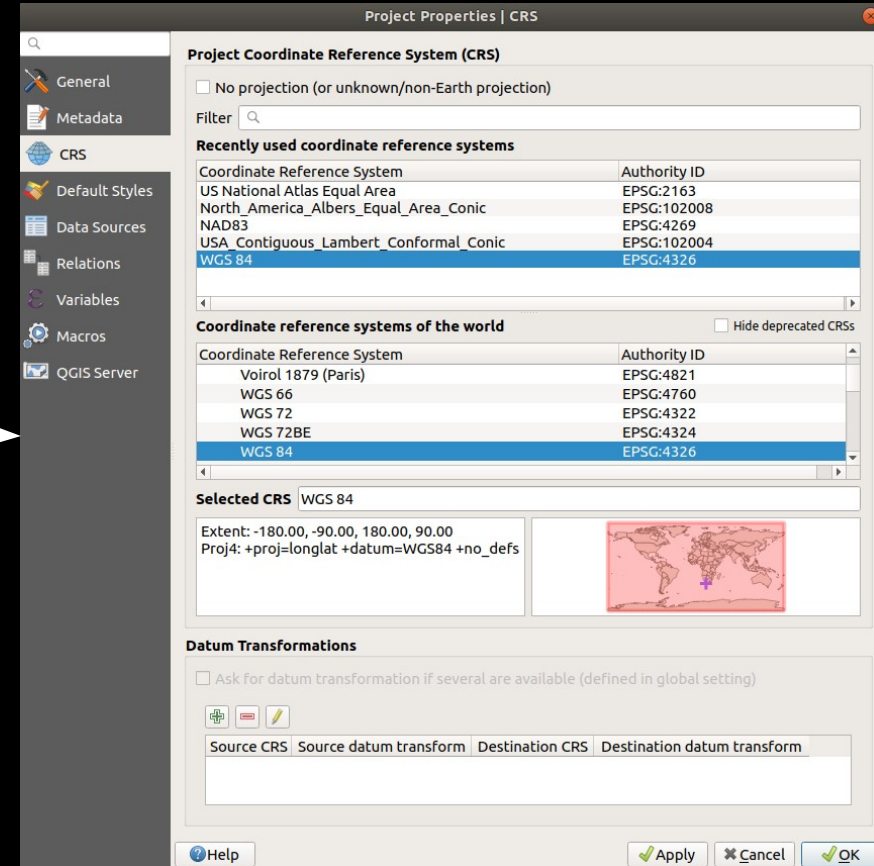 Project Properties | CRS
General
Metadata
CRS
Default Styles
Data Sources
Relations
Variables
Macros
QGIS Server
Project Coordinate Reference System (CRS)
No projection (or unknown/non-Earth projection)
Filter
Recently used coordinate reference systems
Coordinate Reference System Authority ID
US National Atlas Equal Area EPSG:2163
North_America_Albers_Equal_Area_Conic EPSG:102008
NAD83 EPSG:4269
USA_Contiguous_Lambert_Conformal_Conic EPSG:102004
WGS 84 EPSG:4326
Coordinate reference systems of the world Hide deprecated CRSs
Coordinate Reference System Authority ID
Voirol 1879 (Paris) EPSG:4821
WGS 66 EPSG:4760
WGS 72 EPSG:4322
WGS 72BE EPSG:4324
WGS 84 EPSG:4326
Selected CRS WGS 84
Extent: -180.00, -90.00, 180.00, 90.00
Proj4: +proj=longlat +datum=WGS84 +no_defs
Datum Transformations
Ask for datum transformation if several are available (defined in global setting)
Source CRS Source datum transform Destination CRS Destination datum transform
Help Apply Cancel OK